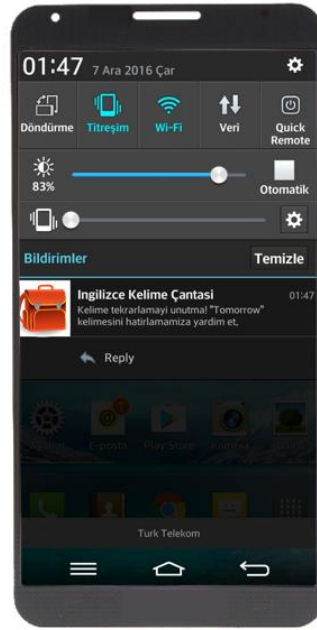 01:47 7 Ara 2016 Çar
Döndürme Titreşim Wi-Fi Veri Quick Remote
83% Otomatik
Bildirimler Temizle
Ingilizce Kelime Çantasi 01:47
Kelime tekrarlamayi unutma! "Tomorrow"
kelimesini hatirlamamiza yardim et,
Reply
E-posta Play Store
Turk Telekom